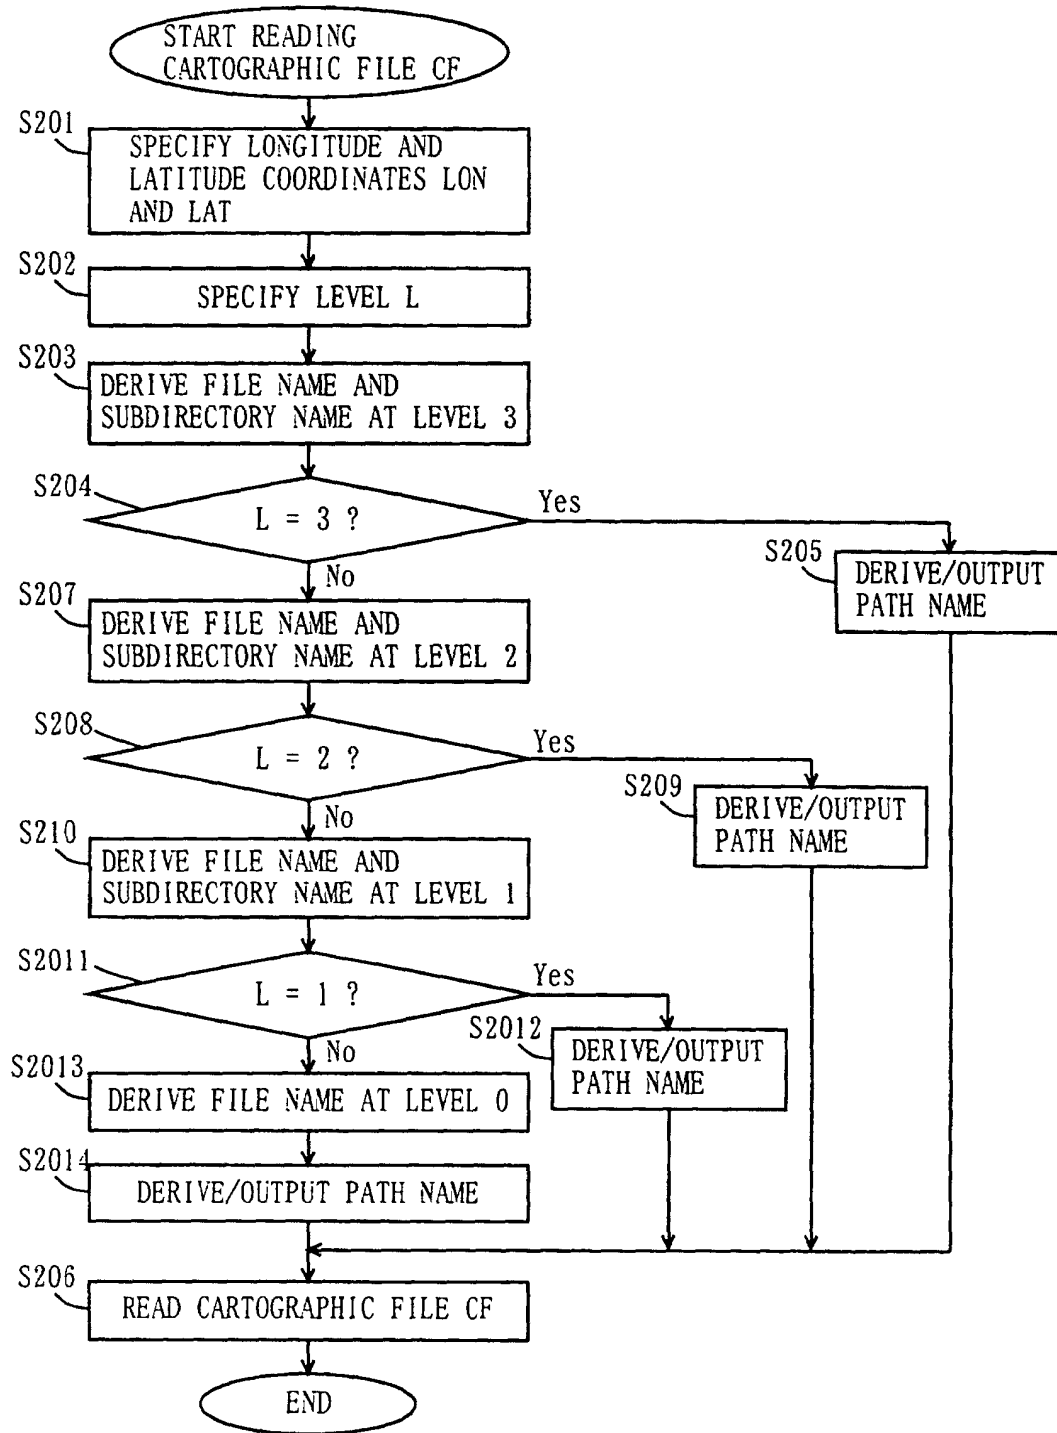 START READING
CARTOGRAPHIC FILE CF
S201
SPECIFY LONGITUDE AND
LATITUDE COORDINATES LON
AND LAT
S202
SPECIFY LEVEL L
S203
DERIVE FILE NAME AND
SUBDIRECTORY NAME AT LEVEL 3
S204
L = 3 ?
Yes
No
S205
DERIVE/OUTPUT
PATH NAME
S207
DERIVE FILE NAME AND
SUBDIRECTORY NAME AT LEVEL 2
S208
L = 2 ?
Yes
No
S209
DERIVE/OUTPUT
PATH NAME
S210
DERIVE FILE NAME AND
SUBDIRECTORY NAME AT LEVEL 1
S2011
L = 1 ?
Yes
No
S2012
DERIVE/OUTPUT
PATH NAME
S2013
DERIVE FILE NAME AT LEVEL 0
S2014
DERIVE/OUTPUT PATH NAME
S206
READ CARTOGRAPHIC FILE CF
END